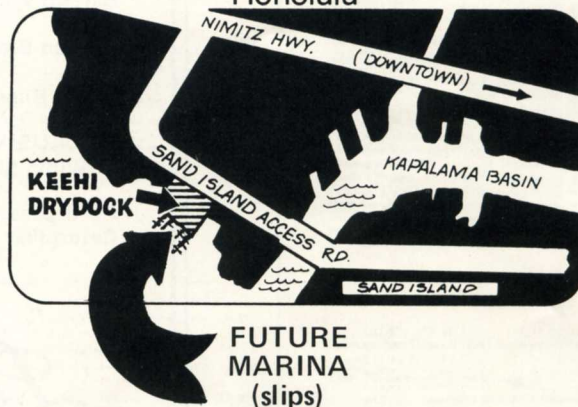 Honolulu
NIMITZ HWY. (DOWNTOWN)
KAPALAMA BASIN
SAND ISLAND ACCESS RD.
KEEHI
DRYDOCK
SAND ISLAND
FUTURE
MARINA
(slips)